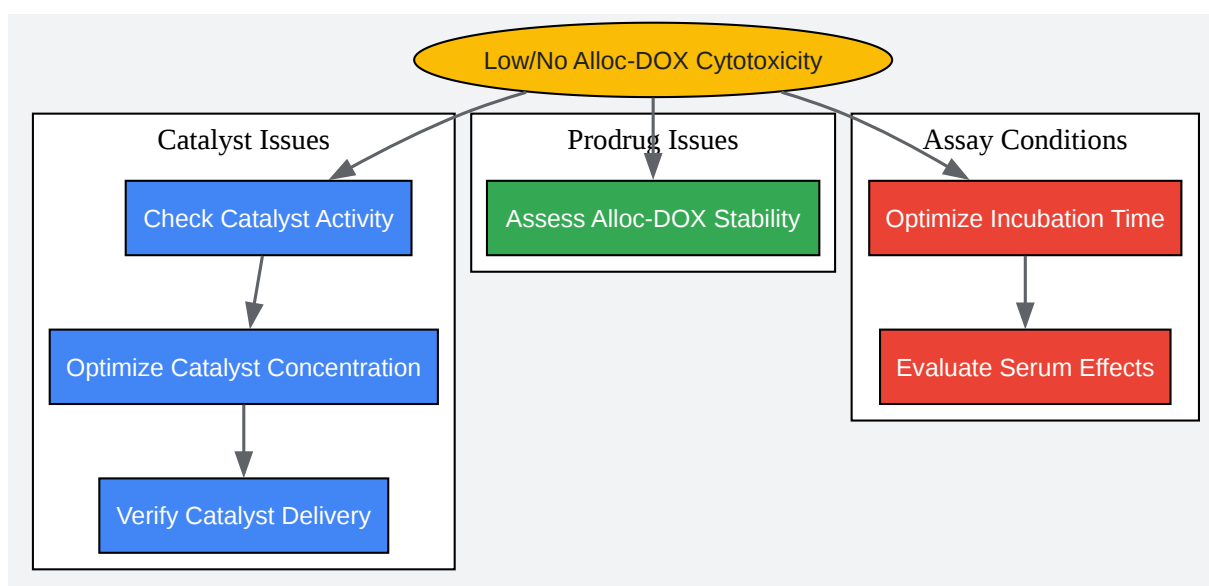 Low/No Alloc-DOX Cytotoxicity
Catalyst Issues
Check Catalyst Activity
Optimize Catalyst Concentration
Verify Catalyst Delivery
Prodrug Issues
Assess Alloc-DOX Stability
Assay Conditions
Optimize Incubation Time
Evaluate Serum Effects